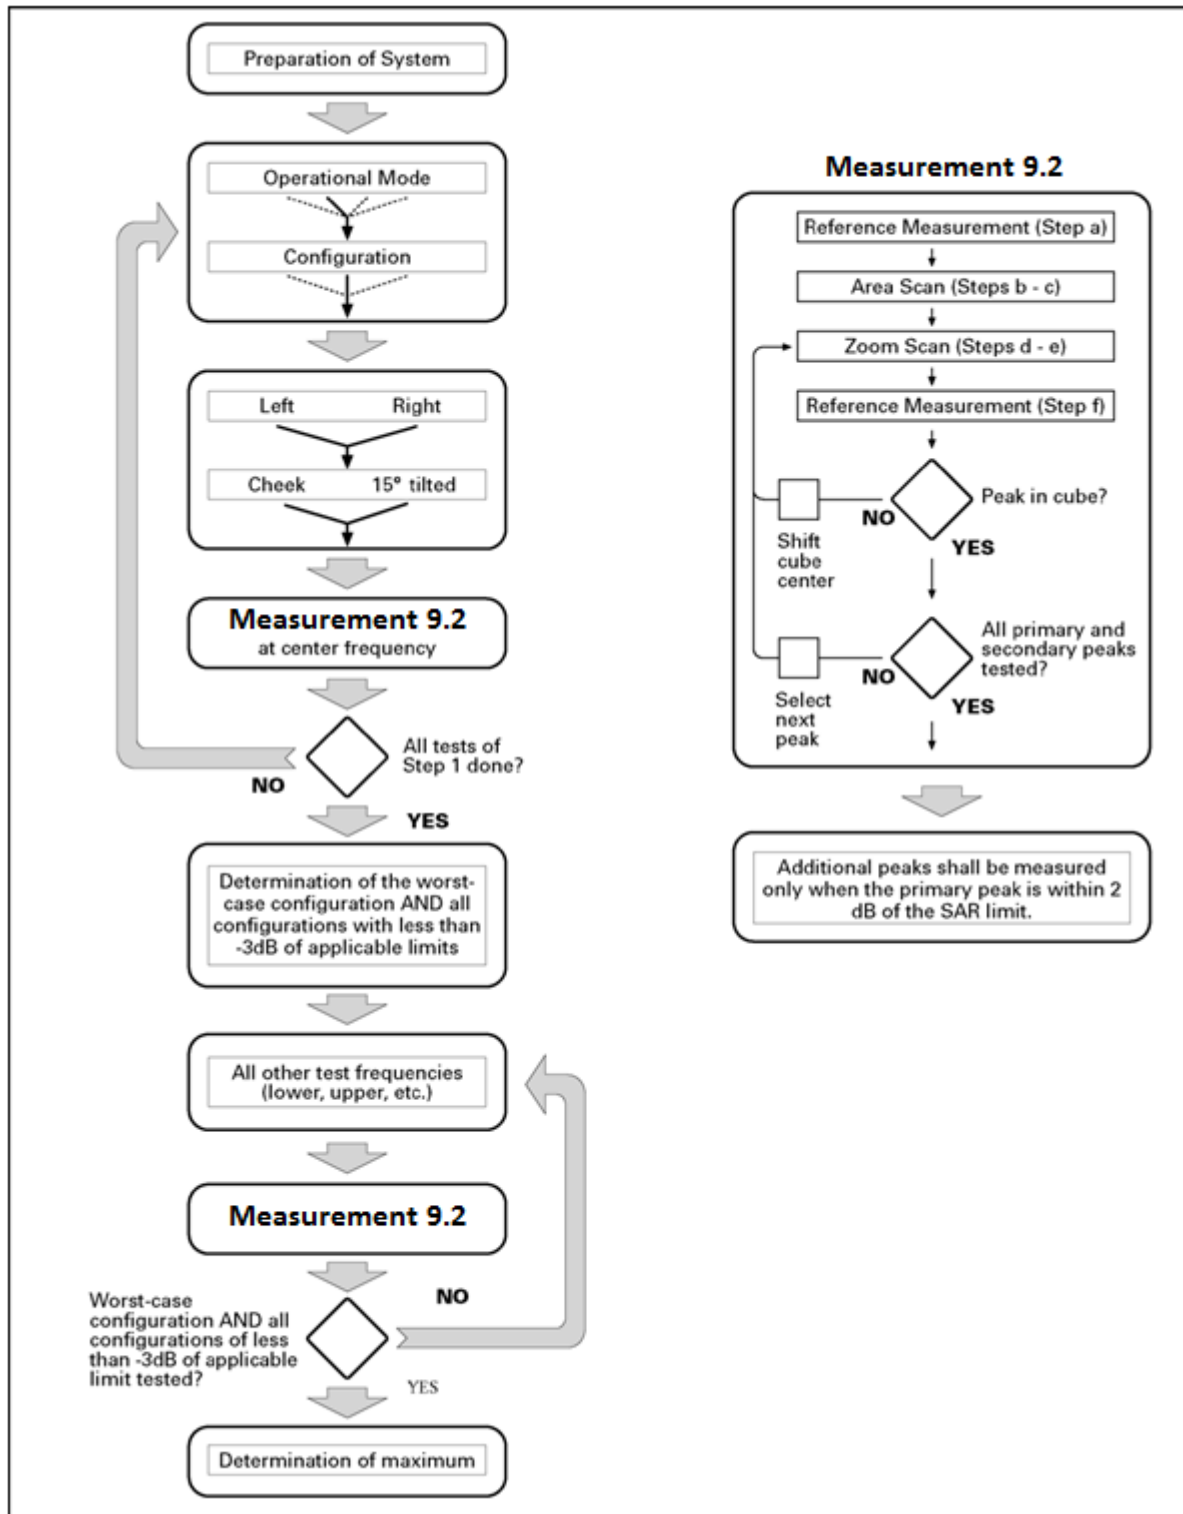 Preparation of System
Operational Mode
Configuration
Left Right
Cheek 15° tilted
Measurement 9.2
at center frequency
All tests of
Step 1 done?
NO
YES
Determination of the worst-
case configuration AND all
configurations with less than
-3dB of applicable limits
All other test frequencies
(lower, upper, etc.)
Measurement 9.2
NO
Worst-case
configuration AND all
configurations of less
than -3dB of applicable
limit tested?
YES
Determination of maximum
Measurement 9.2
Reference Measurement (Step a)
Area Scan (Steps b - c)
Zoom Scan (Steps d - e)
Reference Measurement (Step f)
Peak in cube?
NO
YES
Shift
cube
center
All primary and
secondary peaks
tested?
NO
YES
Select
next
peak
Additional peaks shall be measured
only when the primary peak is within 2
dB of the SAR limit.